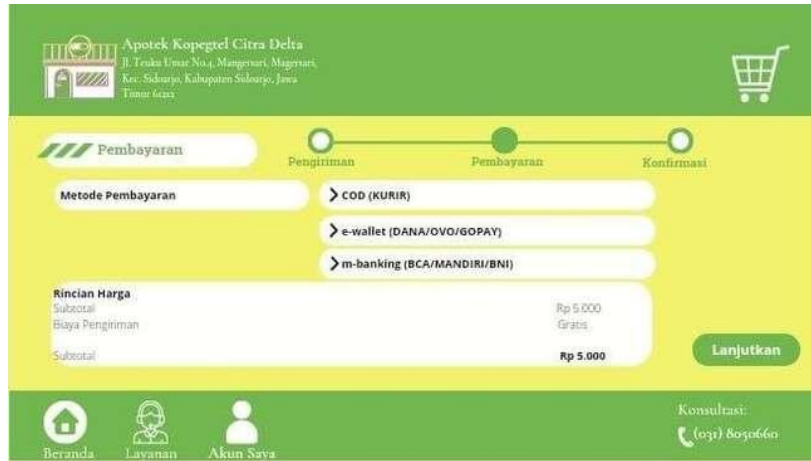 Apotek Kopegtel Citra Delta
Jl. Teuku Umar No.4, Mangersari, Magersari,
Kec. Sidoarjo, Kabupaten Sidoarjo, Jawa
Timur 61212
Pembayaran
Pengiriman
Pembayaran
Konfirmasi
Metode Pembayaran
COD (KURIR)
e-wallet (DANA/OVO/GOPAY)
m-banking (BCA/MANDIRI/BNI)
Rincian Harga
Subtotal Rp 5.000
Biaya Pengiriman Gratis
Subtotal Rp 5.000
Lanjutkan
Beranda
Layanan
Akun Saya
Konsultasi:
(031) 8050660